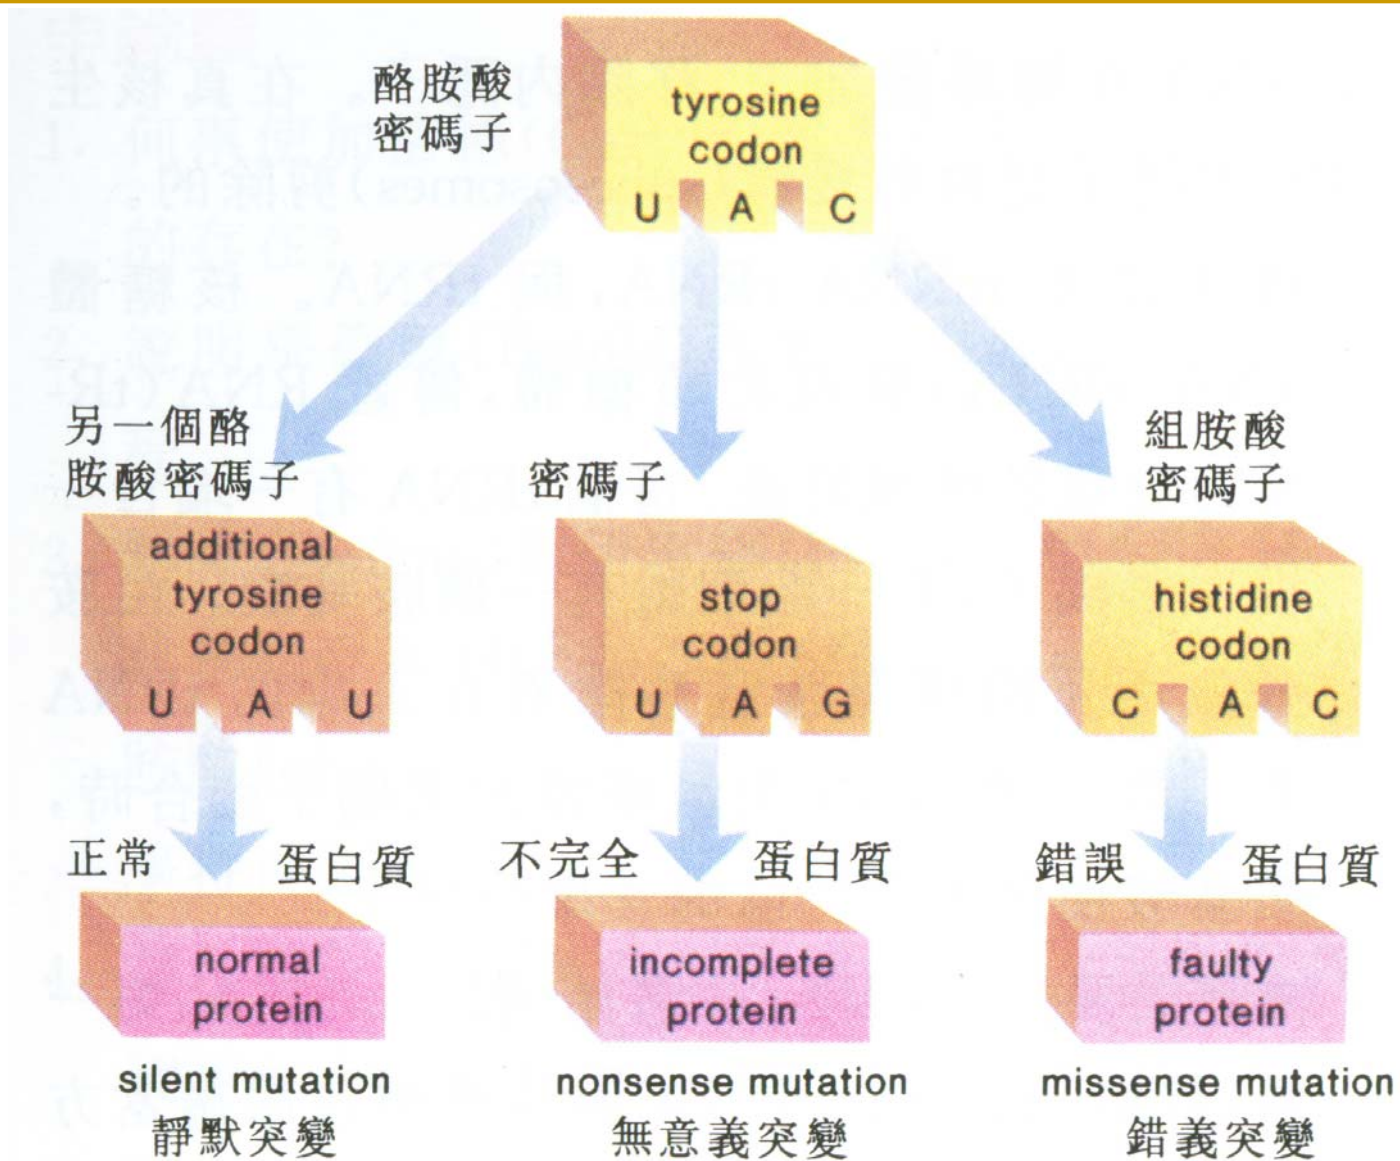 酪胺酸
密碼子
tyrosine
codon
U A C
另一個酪
胺酸密碼子
密碼子
組胺酸
密碼子
additional
tyrosine
codon
U A U
stop
codon
U A G
histidine
codon
C A C
正常 蛋白質
不完全 蛋白質
錯誤 蛋白質
normal
protein
incomplete
protein
faulty
protein
silent mutation
靜默突變
nonsense mutation
無意義突變
missense mutation
錯義突變